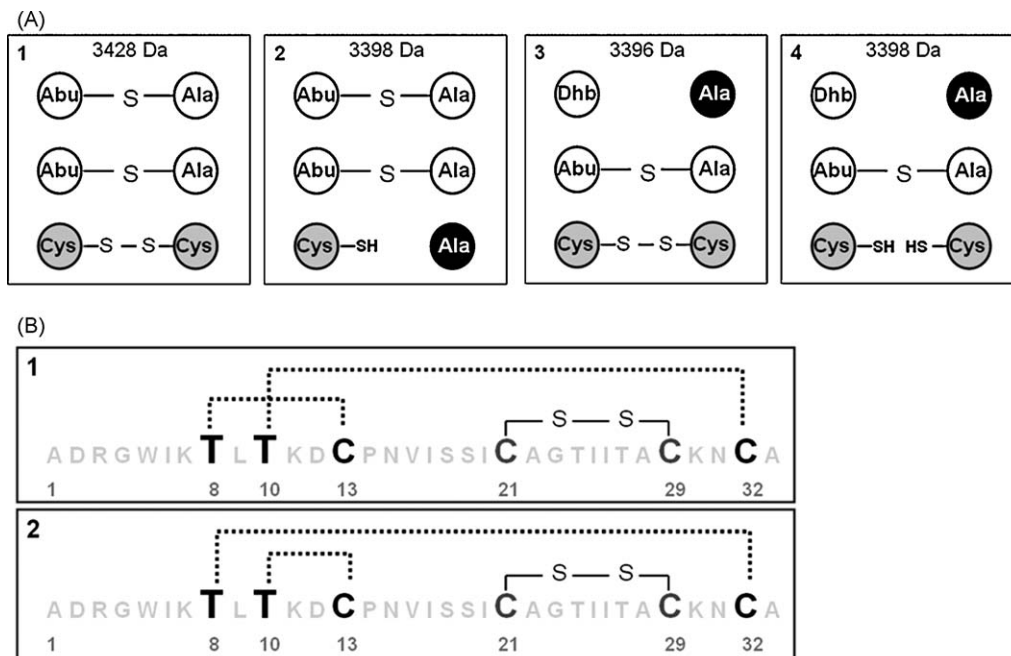 (A)
1 3428 Da 2 3398 Da 3 3396 Da 4 3398 Da
Abu S Ala Abu S Ala Dhb Ala Dhb Ala
Abu S Ala Abu S Ala Abu S Ala Abu S Ala
Cys S S Cys Cys SH Ala Cys S S Cys Cys SH HS Cys
(B)
1
S S
A D R G W I K T L T K D C P N V I S S I C A G T I I T A C K N C A
1 8 10 13 21 29 32
2
S S
A D R G W I K T L T K D C P N V I S S I C A G T I I T A C K N C A
1 8 10 13 21 29 32